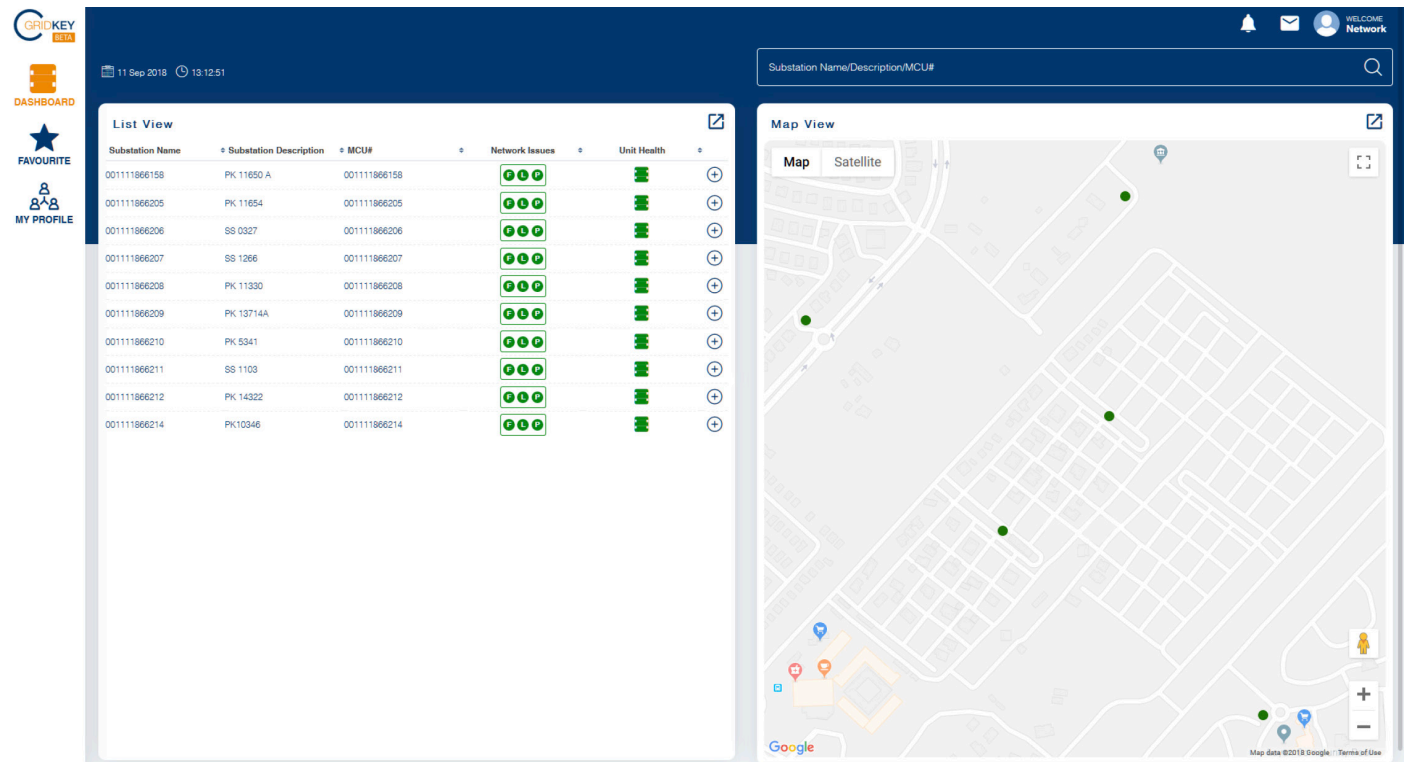 GRIDKEY
BETA
DASHBOARD
FAVOURITE
MY PROFILE
WELCOME
Network
11 Sep 2018 13:12:51
Substation Name/Description/MCU#
List View
Substation Name Substation Description MCU# Network Issues Unit Health
001111866158 PK 11650 A 001111866158 F L P
001111866205 PK 11654 001111866205 F L P
001111866206 SS 0327 001111866206 F L P
001111866207 SS 1266 001111866207 F L P
001111866208 PK 11330 001111866208 F L P
001111866209 PK 13714A 001111866209 F L P
001111866210 PK 5341 001111866210 F L P
001111866211 SS 1103 001111866211 F L P
001111866212 PK 14322 001111866212 F L P
001111866214 PK10346 001111866214 F L P
Map View
Map Satellite
Google
Map data ©2018 Google Terms of Use